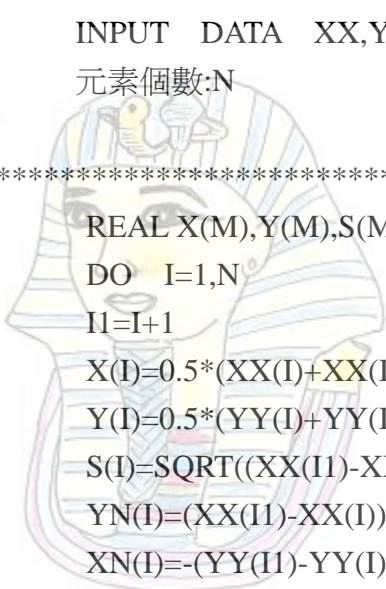 INPUT DATA XX,Y
元素個數:N
******************************
REAL X(M),Y(M),S(M
DO I=1,N
I1=I+1
X(I)=0.5*(XX(I)+XX(I
Y(I)=0.5*(YY(I)+YY(I
S(I)=SQRT((XX(I1)-XX
YN(I)=(XX(I1)-XX(I))
XN(I)=-(YY(I1)-YY(I)